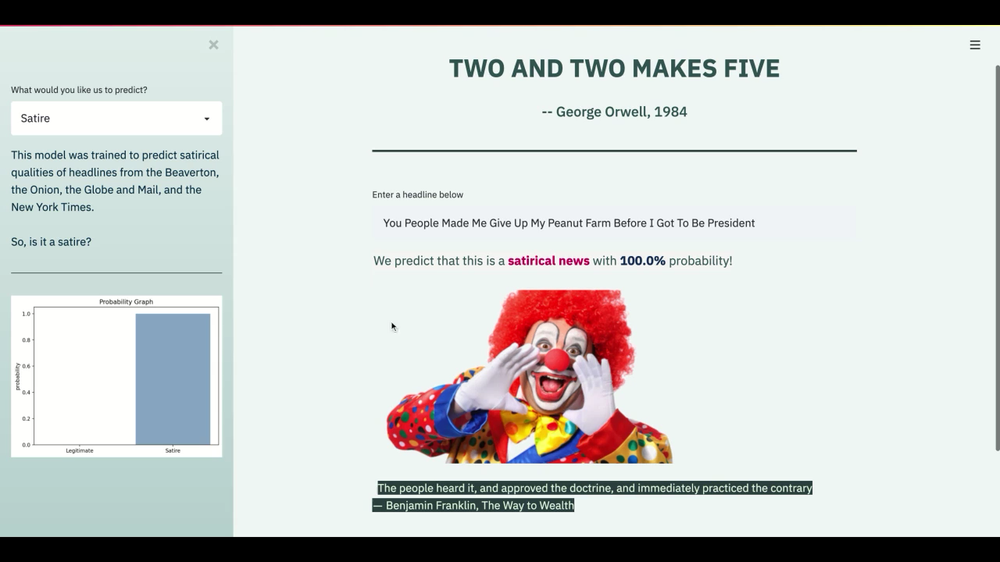 What would you like us to predict?
Satire
This model was trained to predict satirical
qualities of headlines from the Beaverton,
the Onion, the Globe and Mail, and the
New York Times.
So, is it a satire?
Probability Graph
1.0
0.8
0.6
0.4
0.2
0.0
probability
Legitimate
Satire
TWO AND TWO MAKES FIVE
-- George Orwell, 1984
Enter a headline below
You People Made Me Give Up My Peanut Farm Before I Got To Be President
We predict that this is a satirical news with 100.0% probability!
The people heard it, and approved the doctrine, and immediately practiced the contrary
— Benjamin Franklin, The Way to Wealth